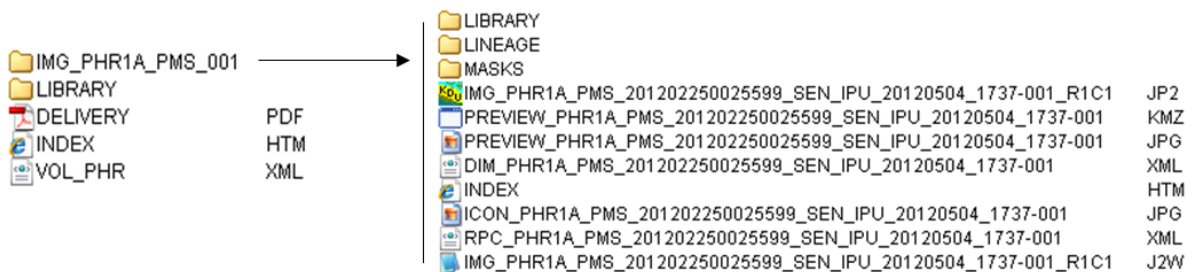 IMG_PHR1A_PMS_001
LIBRARY
DELIVERY PDF
INDEX HTM
VOL_PHR XML
LIBRARY
LINEAGE
MASKS
IMG_PHR1A_PMS_201202250025599_SEN_IPU_20120504_1737-001_R1C1 JP2
PREVIEW_PHR1A_PMS_201202250025599_SEN_IPU_20120504_1737-001 KMZ
PREVIEW_PHR1A_PMS_201202250025599_SEN_IPU_20120504_1737-001 JPG
DIM_PHR1A_PMS_201202250025599_SEN_IPU_20120504_1737-001 XML
INDEX HTM
ICON_PHR1A_PMS_201202250025599_SEN_IPU_20120504_1737-001 JPG
RPC_PHR1A_PMS_201202250025599_SEN_IPU_20120504_1737-001 XML
IMG_PHR1A_PMS_201202250025599_SEN_IPU_20120504_1737-001_R1C1 J2W